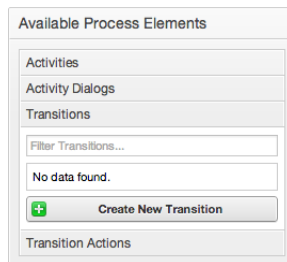 Available Process Elements
Activities
Activity Dialogs
Transitions
Filter Transitions...
No data found.
Create New Transition
Transition Actions